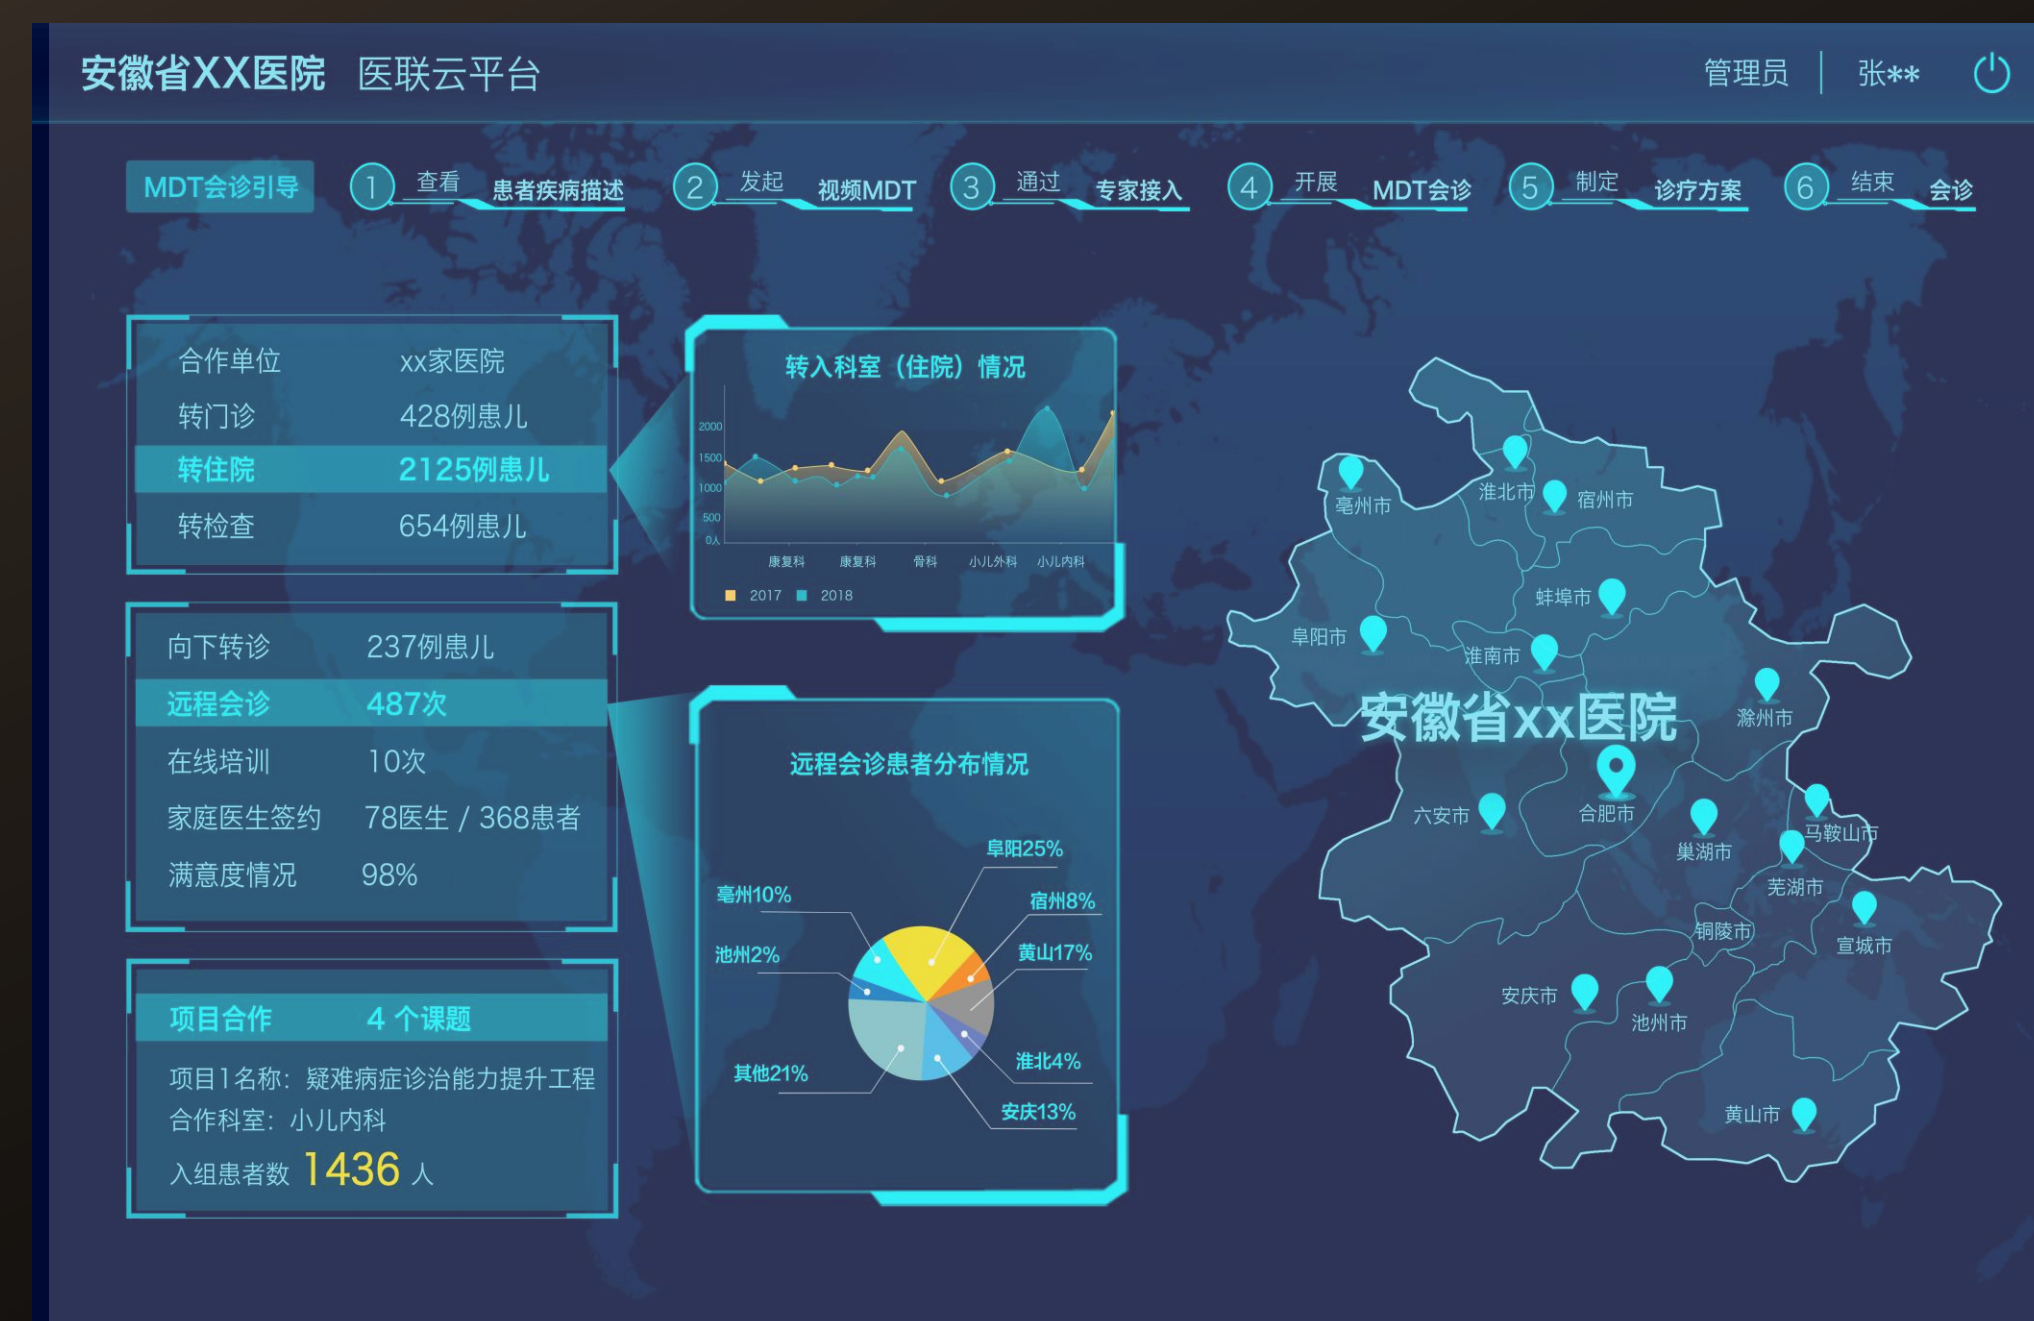 安徽省XX医院 医联云平台
管理员 张**
MDT会诊引导
1 查看 患者疾病描述
2 发起 视频MDT
3 通过 专家接入
4 开展 MDT会诊
5 制定 诊疗方案
6 结束 会诊
合作单位 xx家医院
转门诊 428例患儿
转住院 2125例患儿
转检查 654例患儿
向下转诊 237例患儿
远程会诊 487次
在线培训 10次
家庭医生签约 78医生 / 368患者
满意度情况 98%
项目合作 4 个课题
项目1名称：疑难病症诊治能力提升工程
合作科室：小儿内科
入组患者数 1436 人
转入科室（住院）情况
2000
1500
1000
500
0人
康复科 康复科 骨科 小儿外科 小儿内科
2017 2018
远程会诊患者分布情况
阜阳25%
亳州10%
宿州8%
池州2%
黄山17%
淮北4%
其他21%
安庆13%
淮北市
亳州市
宿州市
蚌埠市
阜阳市
淮南市
安徽省xx医院
滁州市
六安市
合肥市
马鞍山市
巢湖市
芜湖市
铜陵市
宣城市
安庆市
池州市
黄山市